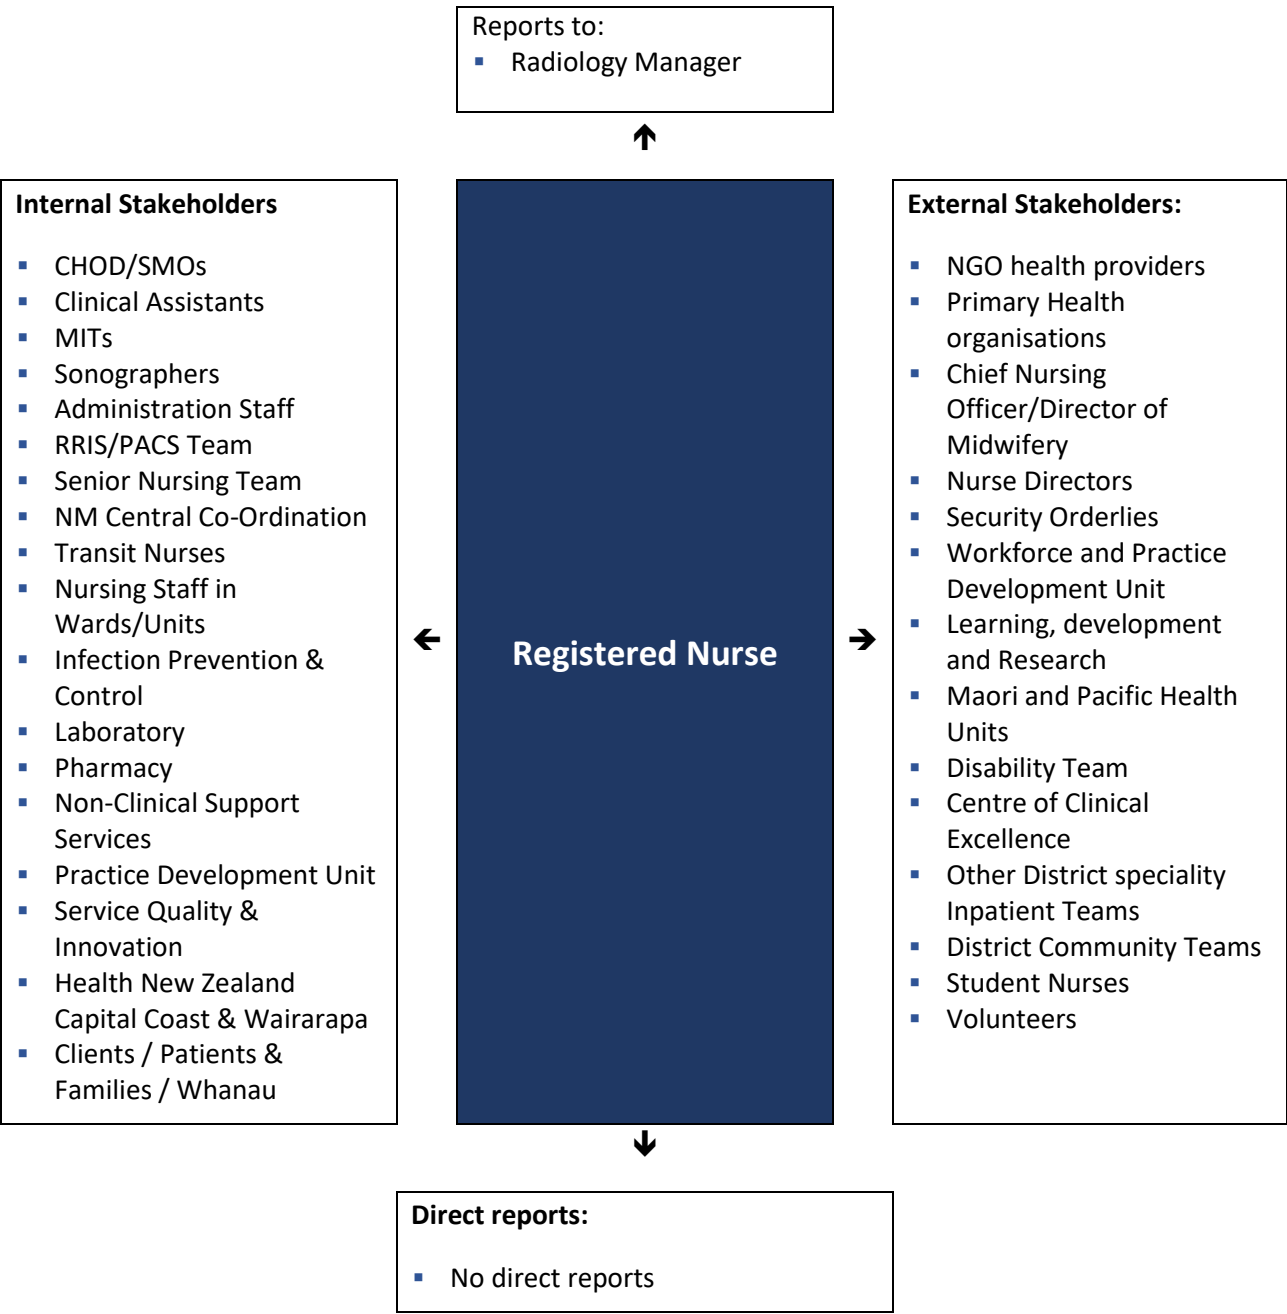 Reports to:
▪ Radiology Manager
Internal Stakeholders
▪ CHOD/SMOs
▪ Clinical Assistants
▪ MITs
▪ Sonographers
▪ Administration Staff
▪ RRIS/PACS Team
▪ Senior Nursing Team
▪ NM Central Co-Ordination
▪ Transit Nurses
▪ Nursing Staff in
Wards/Units
▪ Infection Prevention &
Control
▪ Laboratory
▪ Pharmacy
▪ Non-Clinical Support
Services
▪ Practice Development Unit
▪ Service Quality &
Innovation
▪ Health New Zealand
Capital Coast & Wairarapa
▪ Clients / Patients &
Families / Whanau
Registered Nurse
External Stakeholders:
▪ NGO health providers
▪ Primary Health
organisations
▪ Chief Nursing
Officer/Director of
Midwifery
▪ Nurse Directors
▪ Security Orderlies
▪ Workforce and Practice
Development Unit
▪ Learning, development
and Research
▪ Maori and Pacific Health
Units
▪ Disability Team
▪ Centre of Clinical
Excellence
▪ Other District speciality
Inpatient Teams
▪ District Community Teams
▪ Student Nurses
▪ Volunteers
Direct reports:
▪ No direct reports